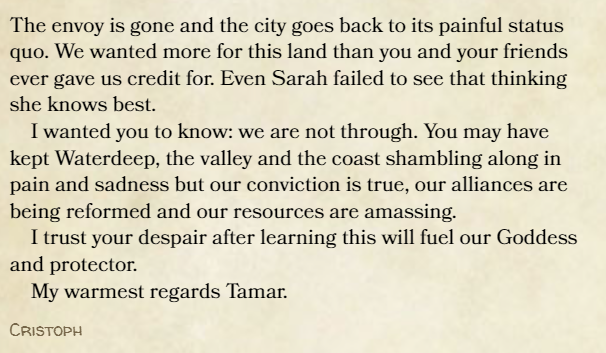 The envoy is gone and the city goes back to its painful status
quo. We wanted more for this land than you and your friends
ever gave us credit for. Even Sarah failed to see that thinking
she knows best.
I wanted you to know: we are not through. You may have
kept Waterdeep, the valley and the coast shambling along in
pain and sadness but our conviction is true, our alliances are
being reformed and our resources are amassing.
I trust your despair after learning this will fuel our Goddess
and protector.
My warmest regards Tamar.
Cristoph